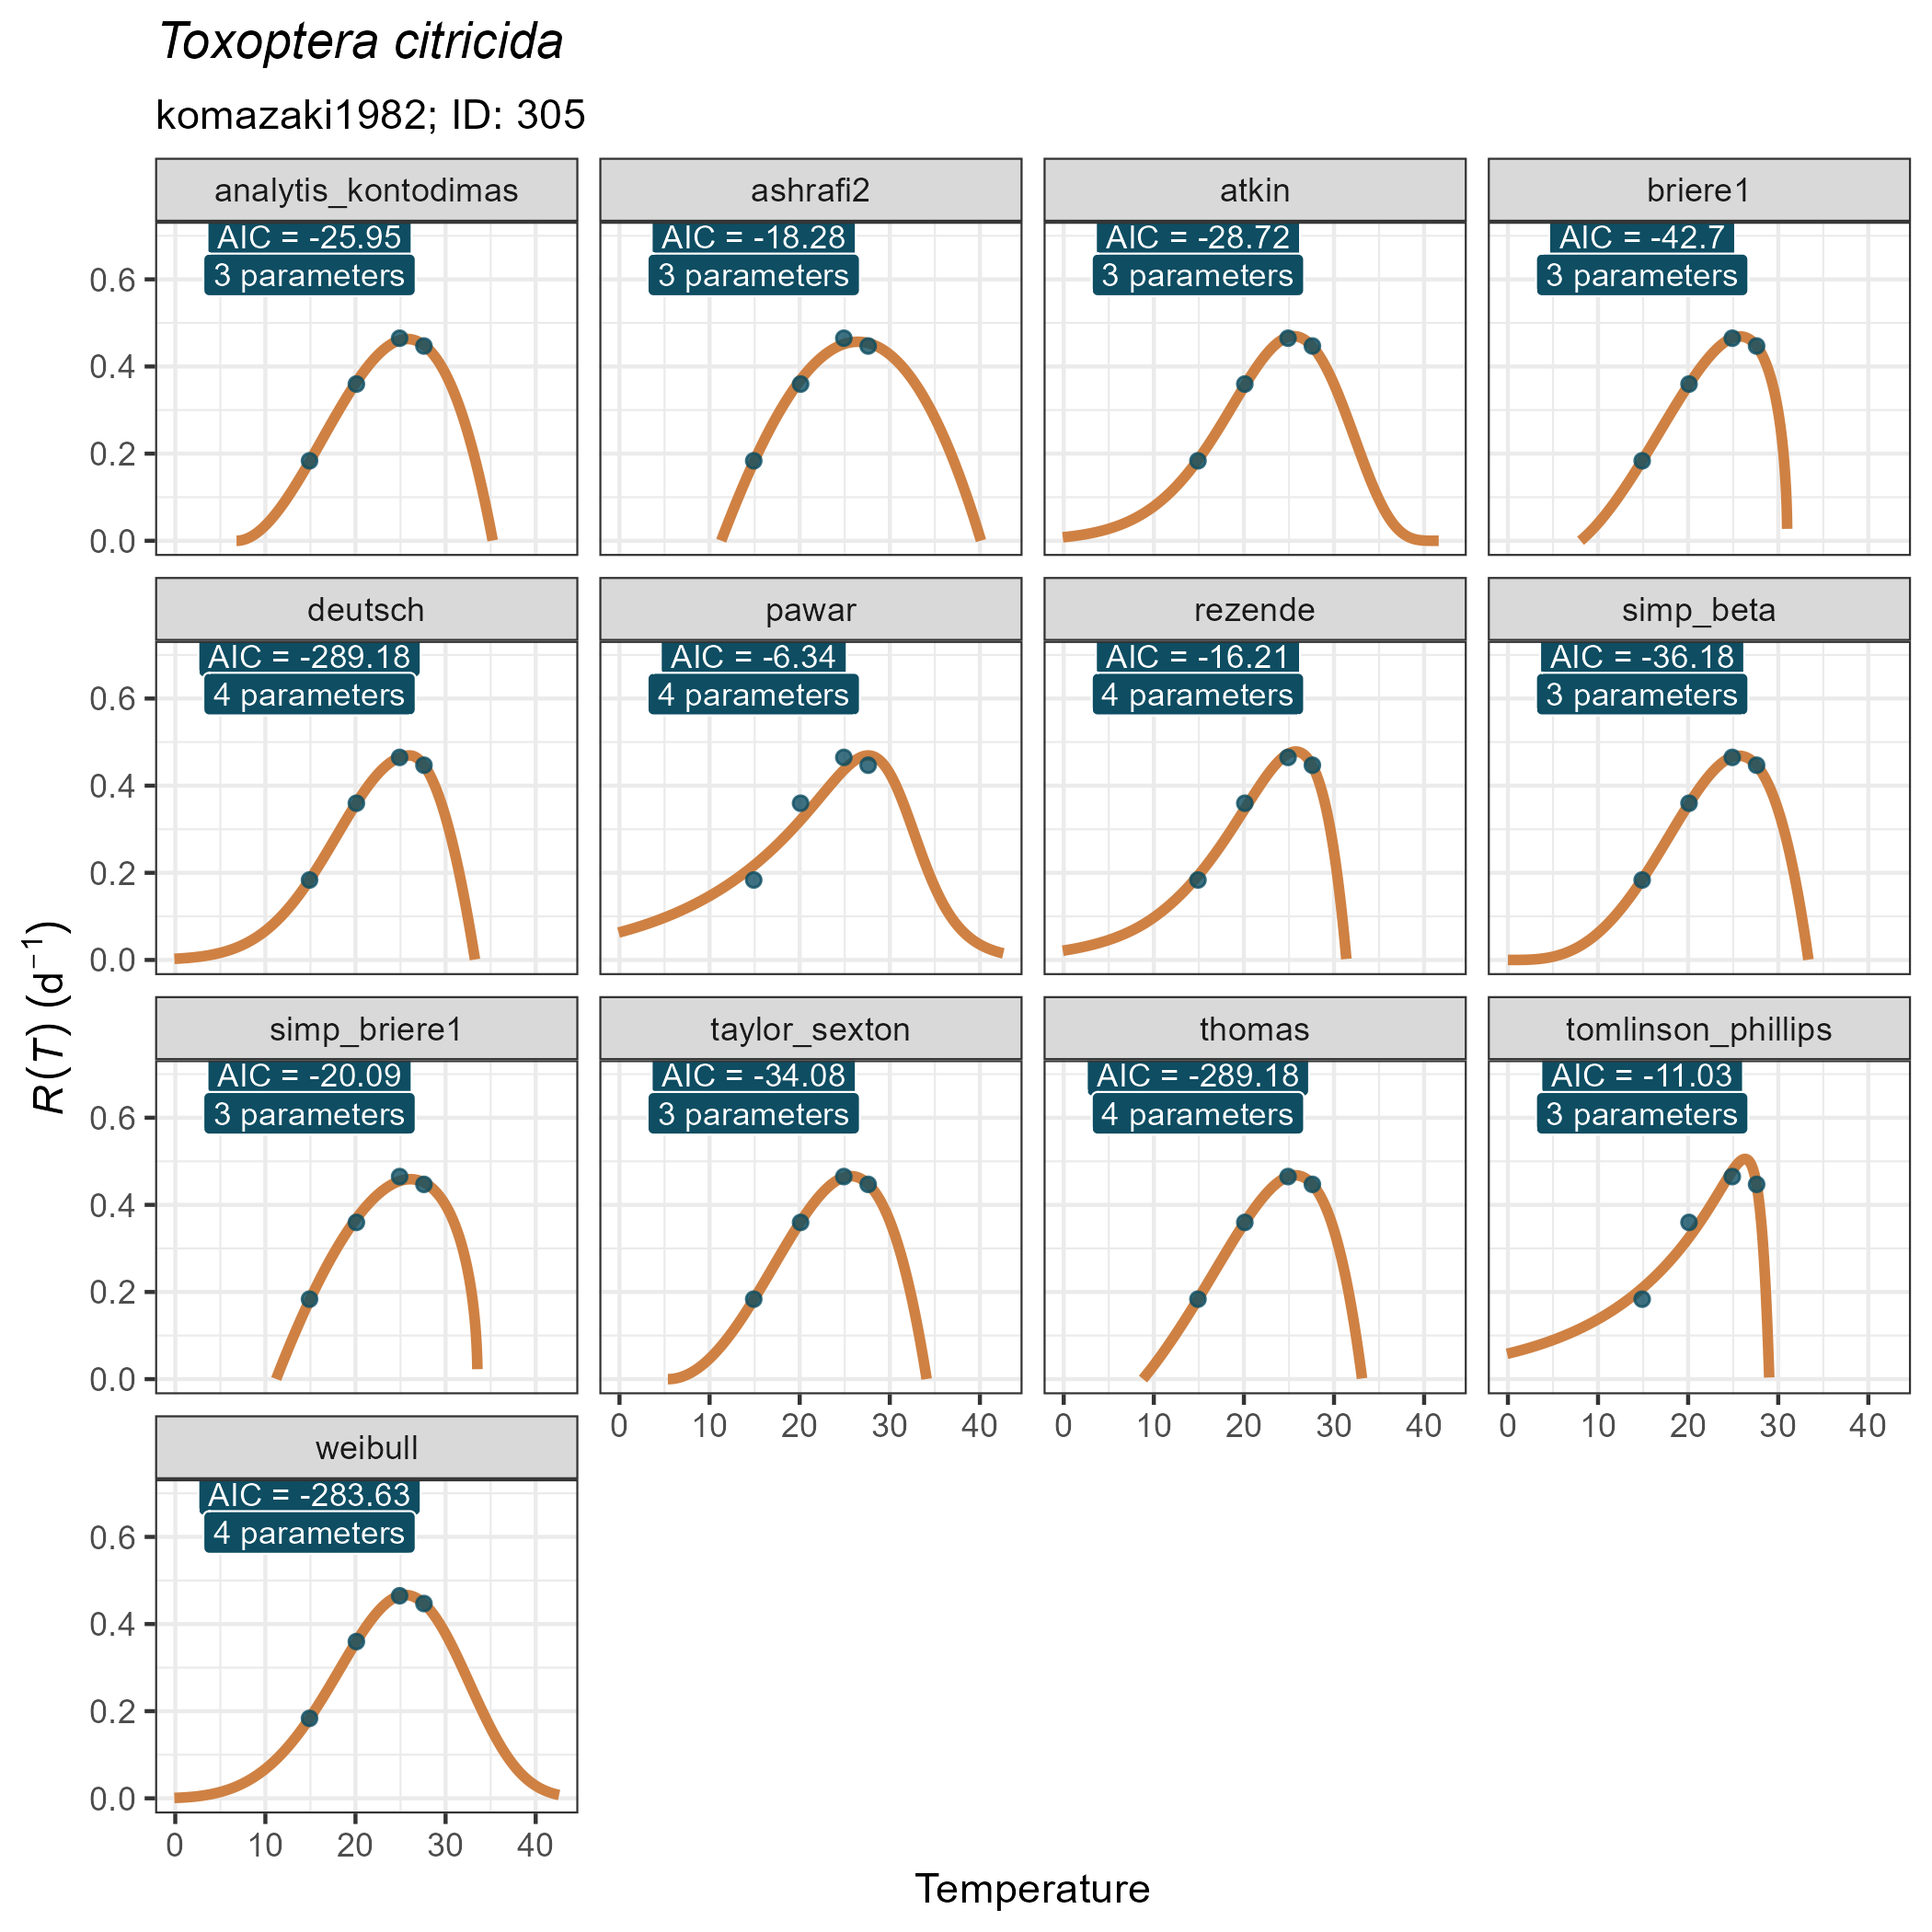 Toxoptera citricida
komazaki1982; ID: 305
analytis_kontodimas
ashrafi2
atkin
briere1
AIC = -25.95
3 parameters
AIC = -18.28
3 parameters
AIC = -28.72
3 parameters
AIC = -42.7
3 parameters
0.6
0.4
0.2
0.0
deutsch
pawar
rezende
simp_beta
AIC = -289.18
4 parameters
AIC = -6.34
4 parameters
AIC = -16.21
4 parameters
AIC = -36.18
3 parameters
0.6
0.4
0.2
0.0
R(T) (d⁻¹)
simp_briere1
taylor_sexton
thomas
tomlinson_phillips
AIC = -20.09
3 parameters
AIC = -34.08
3 parameters
AIC = -289.18
4 parameters
AIC = -11.03
3 parameters
0.6
0.4
0.2
0.0
0 10 20 30 40
0 10 20 30 40
0 10 20 30 40
weibull
AIC = -283.63
4 parameters
0.6
0.4
0.2
0.0
0 10 20 30 40
Temperature